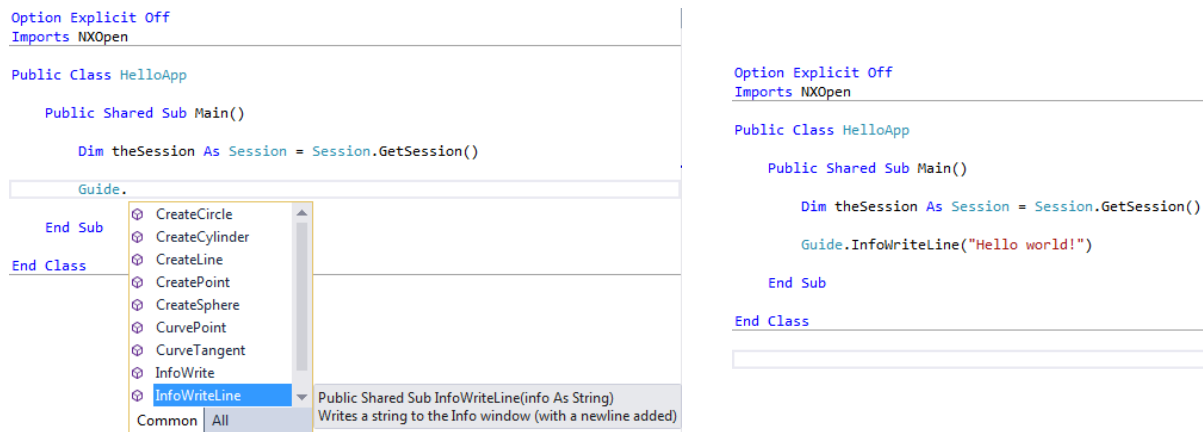 Option Explicit Off
Imports NXOpen
Public Class HelloApp
Public Shared Sub Main()
Dim theSession As Session = Session.GetSession()
Guide.
End Sub
End Class
CreateCircle
CreateCylinder
CreateLine
CreatePoint
CreateSphere
CurvePoint
CurveTangent
InfoWrite
InfoWriteLine
Common All
Public Shared Sub InfoWriteLine(info As String)
Writes a string to the Info window (with a newline added)
Option Explicit Off
Imports NXOpen
Public Class HelloApp
Public Shared Sub Main()
Dim theSession As Session = Session.GetSession()
Guide.InfoWriteLine("Hello world!")
End Sub
End Class